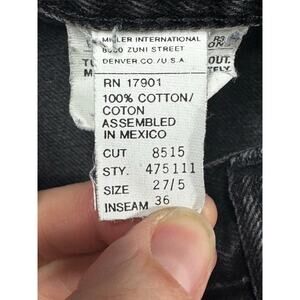 MILLER INTERNATIONAL
8500 ZUNI STREET
DENVER.CO./U.S.A.
RN 17901
100% COTTON/
COTON
ASSEMBLED
IN MEXICO
CUT 8515
STY. 475111
SIZE 27/5
INSEAM 36
OUT.